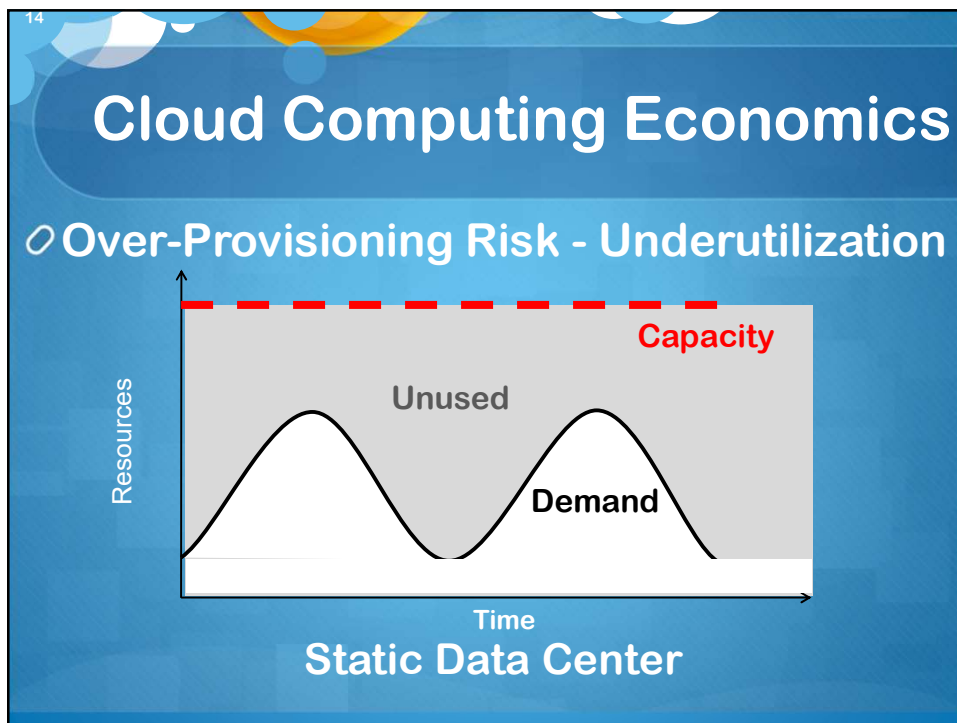 14
Cloud Computing Economics
Over-Provisioning Risk - Underutilization
Capacity
Unused
Resources
Demand
Time
Static Data Center